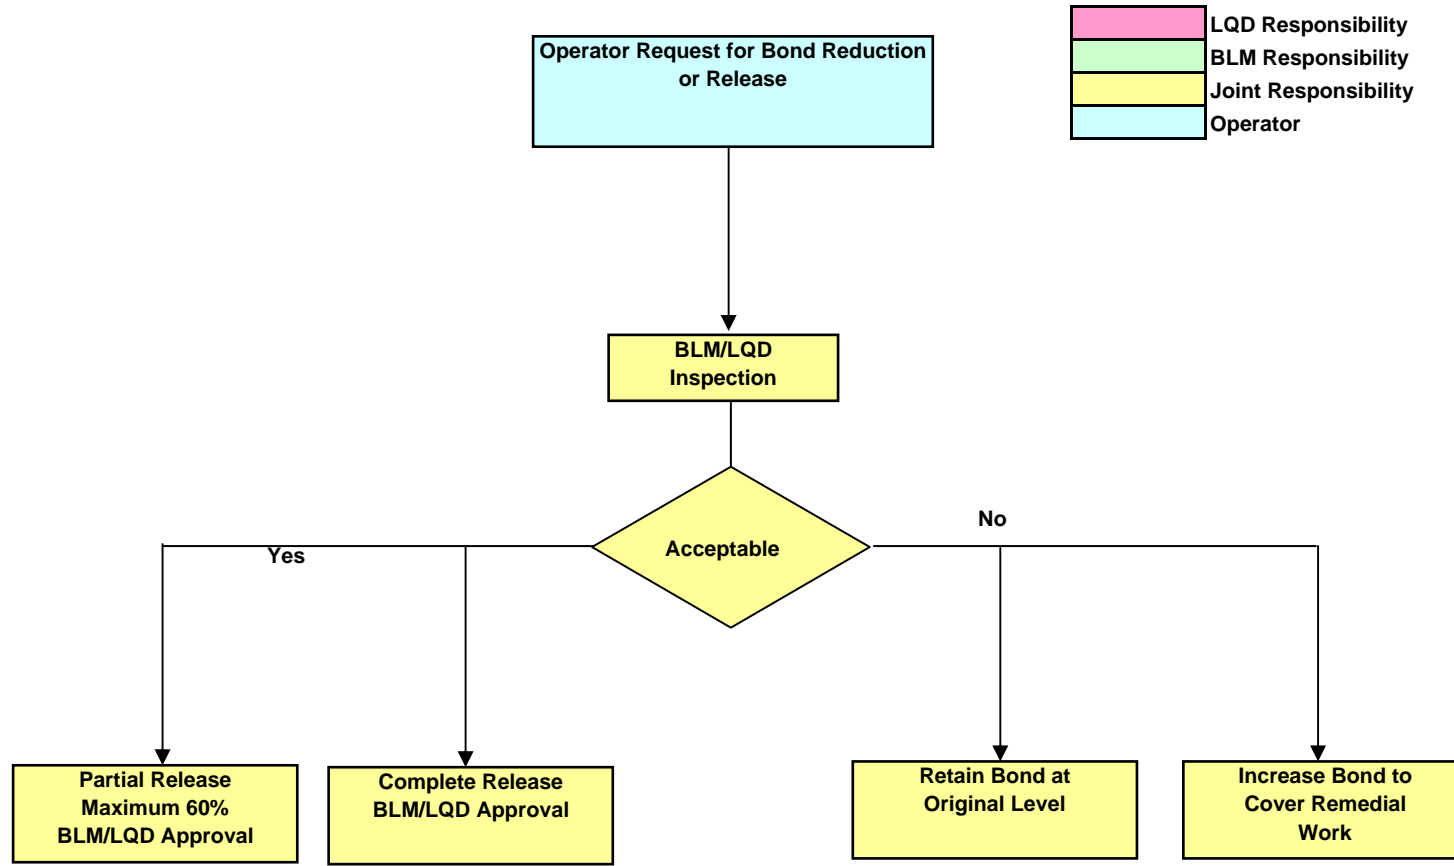 LQD Responsibility
BLM Responsibility
Joint Responsibility
Operator
Operator Request for Bond Reduction
or Release
BLM/LQD
Inspection
Acceptable
Yes
No
Partial Release
Maximum 60%
BLM/LQD Approval
Complete Release
BLM/LQD Approval
Retain Bond at
Original Level
Increase Bond to
Cover Remedial
Work